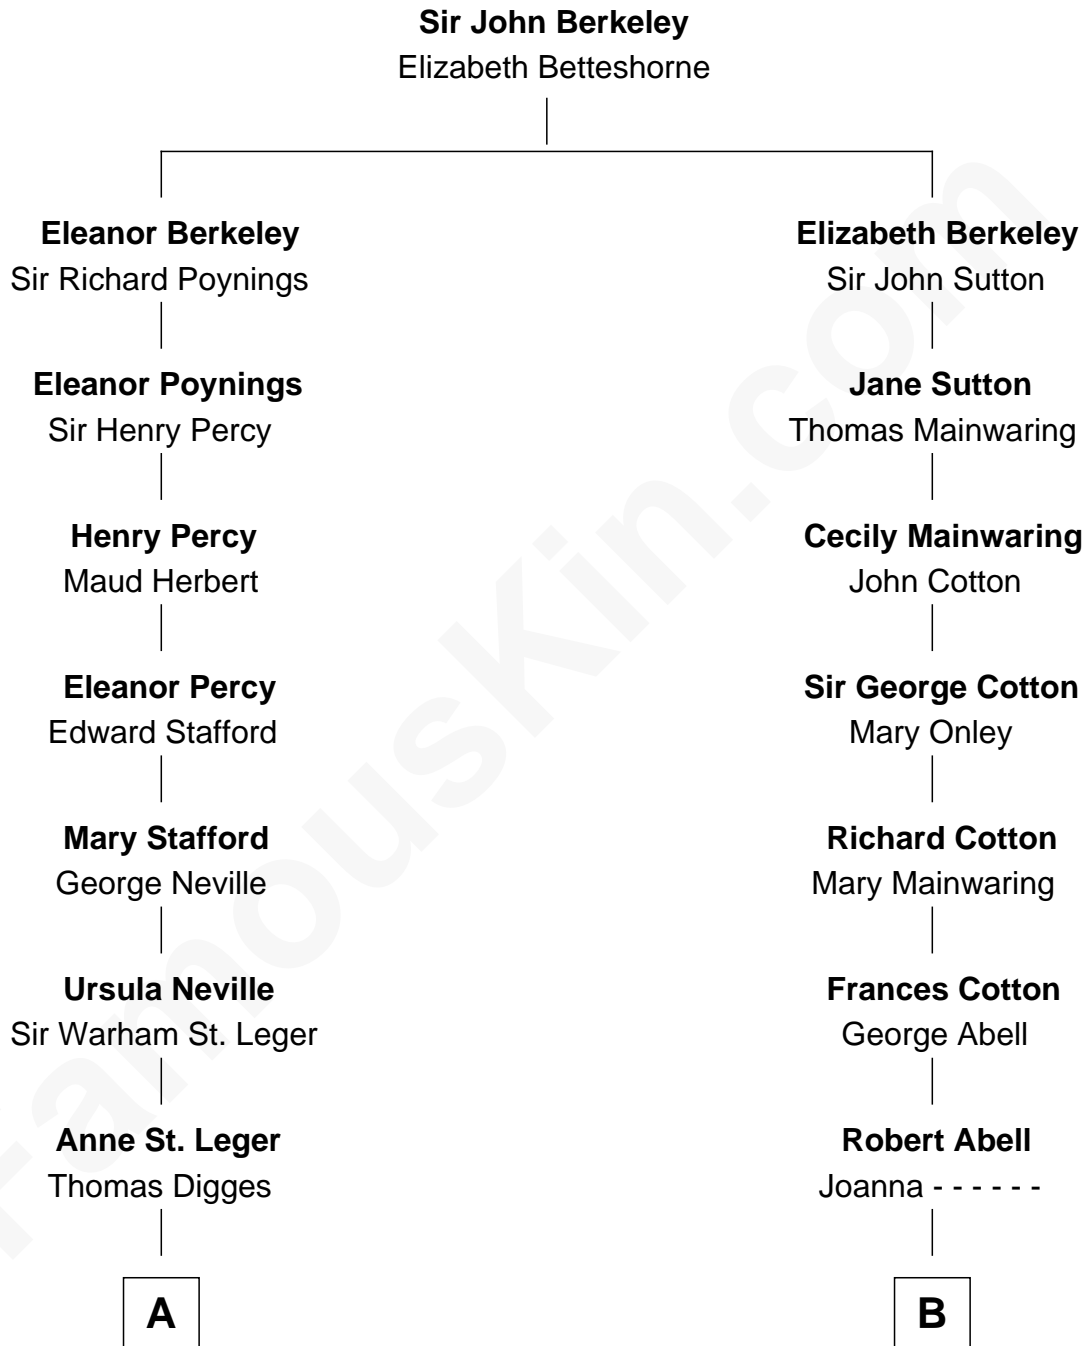 Sir John Berkeley
Elizabeth Betteshorne
Eleanor Berkeley
Sir Richard Poynings
Elizabeth Berkeley
Sir John Sutton
Eleanor Poynings
Sir Henry Percy
Jane Sutton
Thomas Mainwaring
Henry Percy
Maud Herbert
Cecily Mainwaring
John Cotton
Eleanor Percy
Edward Stafford
Sir George Cotton
Mary Onley
Mary Stafford
George Neville
Richard Cotton
Mary Mainwaring
Ursula Neville
Sir Warham St. Leger
Frances Cotton
George Abell
Anne St. Leger
Thomas Digges
Robert Abell
Joanna - - - - - -
A
B
FamousKin.com